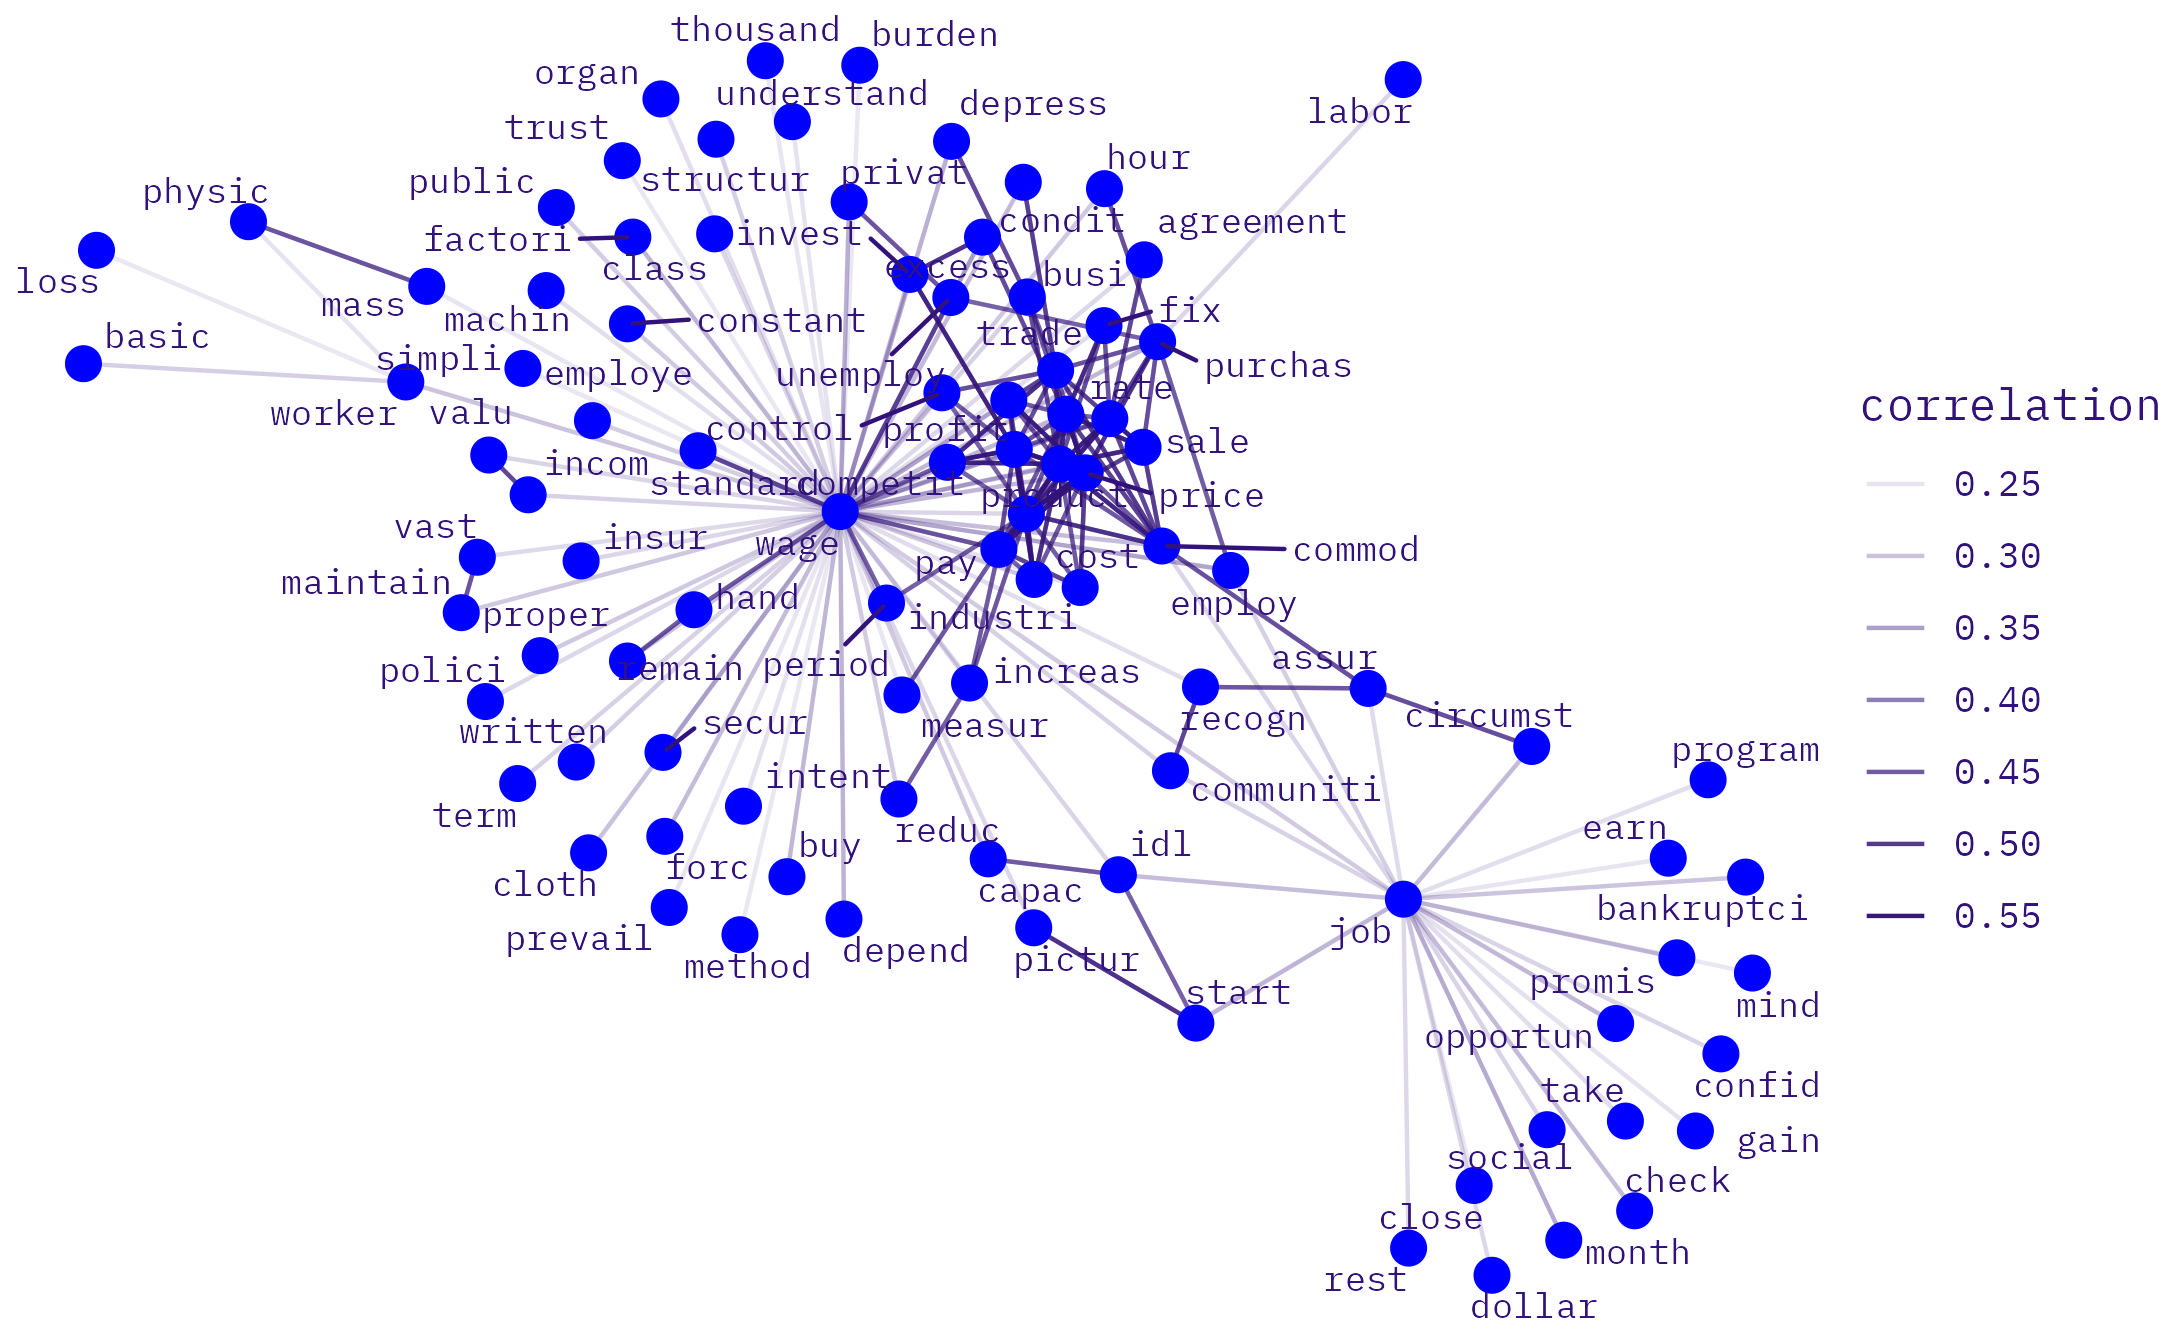 thousand
burden
organ
understand
depress
labor
trust
structur
privat
hour
public
physic
condit
agreement
factori
invest
class
excess
busi
loss
mass
machin
constant
trade
fix
basic
simpli
employe
unemploy
rate
purchas
worker
valu
control
profit
sale
incom
standard
competit
product
price
vast
insur
wage
pay
cost
commod
maintain
proper
hand
industri
employ
polici
remain
period
increas
assur
written
secur
measur
recogn
circumst
program
term
intent
communiti
reduc
idl
earn
cloth
forc
buy
capac
bankruptci
prevail
method
depend
pictur
job
start
promis
mind
opportun
confid
take
gain
social
check
close
month
rest
dollar
correlation
0.25
0.30
0.35
0.40
0.45
0.50
0.55